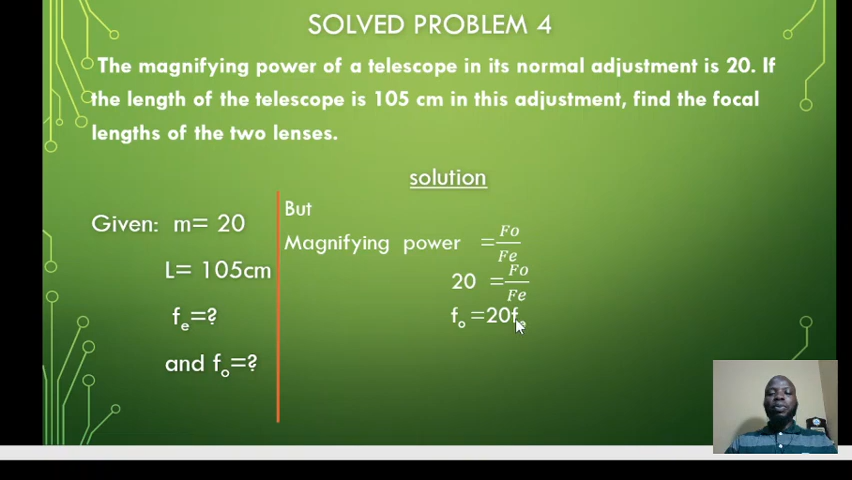 SOLVED PROBLEM 4
The magnifying power of a telescope in its normal adjustment is 20. If
the length of the telescope is 105 cm in this adjustment, find the focal
lengths of the two lenses.
solution
Given: m= 20
L= 105cm
fe=?
and fo=?
But
Magnifying power =Fo/Fe
20 =Fo/Fe
fo =20fe